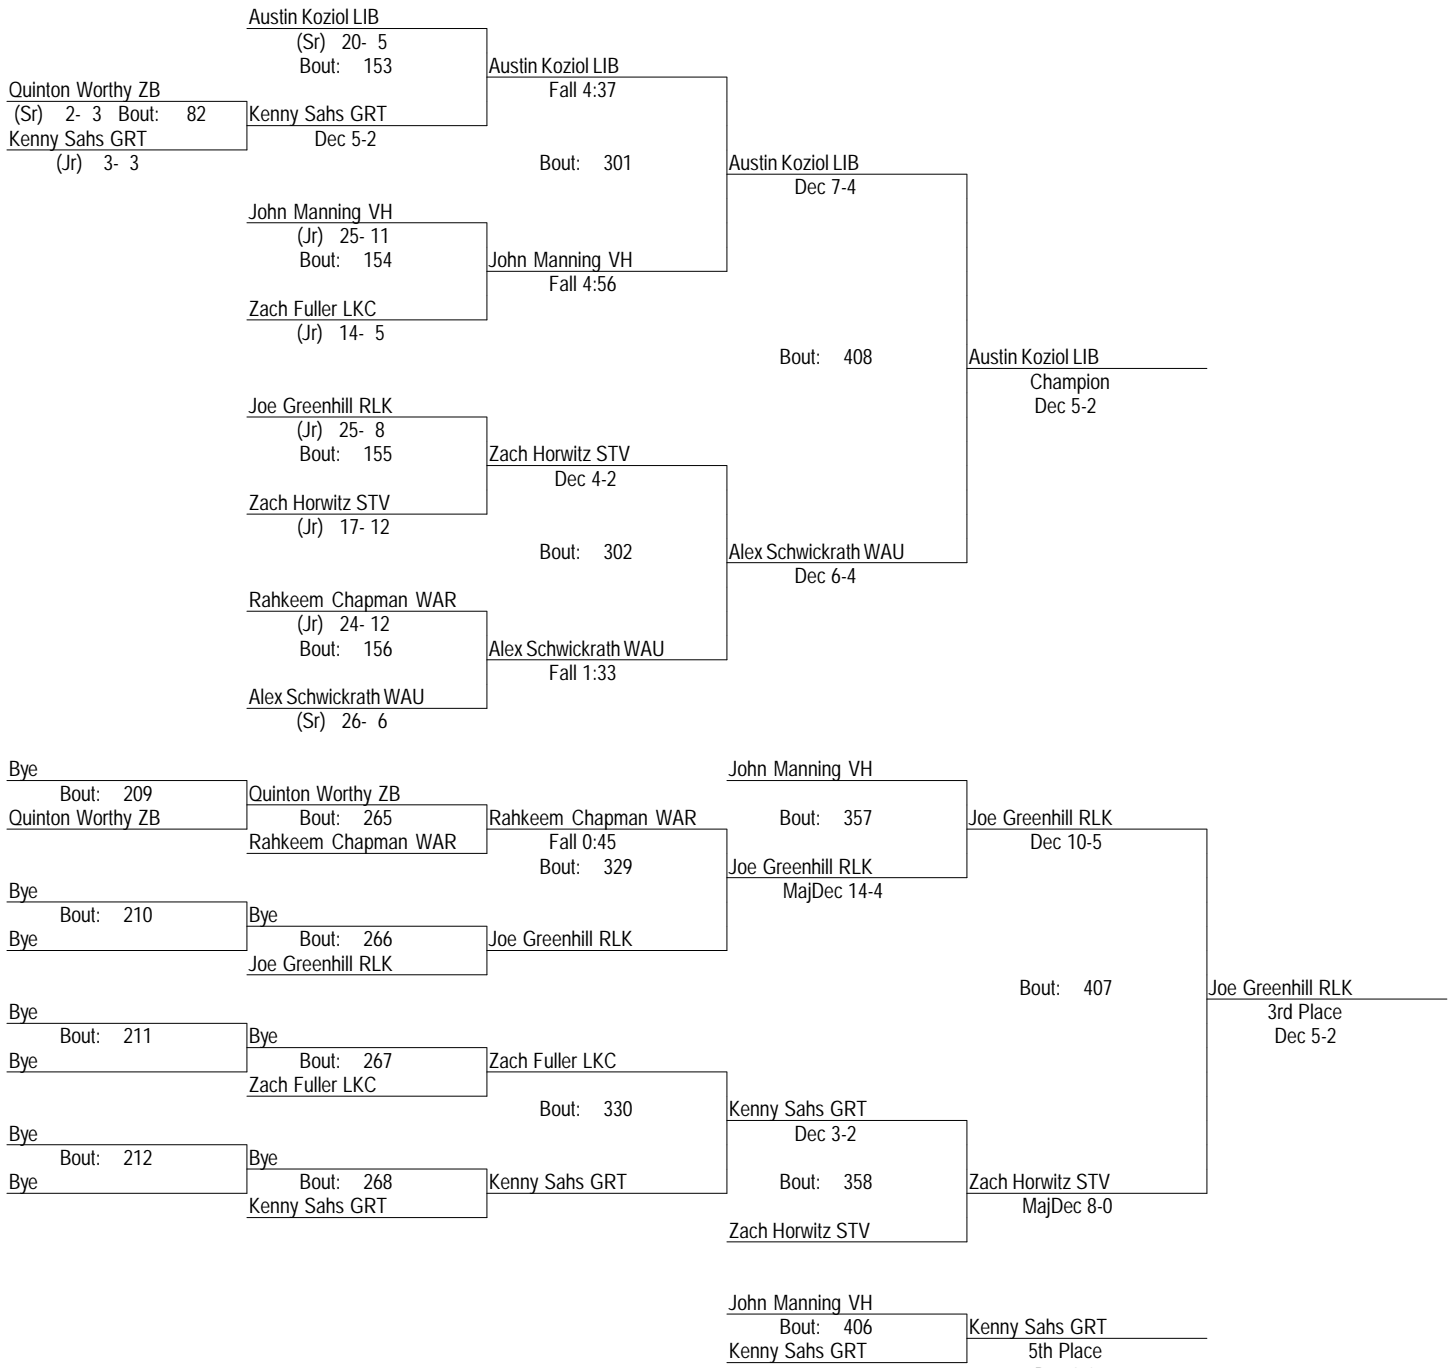 Austin Koziol LIB
(Sr) 20- 5
Bout: 153
Austin Koziol LIB
Fall 4:37
Quinton Worthy ZB
(Sr) 2- 3 Bout: 82
Kenny Sahs GRT
Dec 5-2
Kenny Sahs GRT
(Jr) 3- 3
Bout: 301
Austin Koziol LIB
Dec 7-4
John Manning VH
(Jr) 25- 11
Bout: 154
John Manning VH
Fall 4:56
Zach Fuller LKC
(Jr) 14- 5
Bout: 408
Austin Koziol LIB
Champion
Dec 5-2
Joe Greenhill RLK
(Jr) 25- 8
Bout: 155
Zach Horwitz STV
Dec 4-2
Zach Horwitz STV
(Jr) 17- 12
Bout: 302
Alex Schwickrath WAU
Dec 6-4
Rahkeem Chapman WAR
(Jr) 24- 12
Bout: 156
Alex Schwickrath WAU
Fall 1:33
Alex Schwickrath WAU
(Sr) 26- 6
Bye
Bout: 209
Quinton Worthy ZB
Quinton Worthy ZB
Bout: 265
Rahkeem Chapman WAR
Rahkeem Chapman WAR
Fall 0:45
Bout: 329
John Manning VH
Bout: 357
Joe Greenhill RLK
Dec 10-5
Joe Greenhill RLK
MajDec 14-4
Bye
Bout: 210
Bye
Bye
Bout: 266
Joe Greenhill RLK
Joe Greenhill RLK
Bout: 407
Joe Greenhill RLK
3rd Place
Dec 5-2
Bye
Bout: 211
Bye
Bye
Bout: 267
Zach Fuller LKC
Zach Fuller LKC
Bout: 330
Kenny Sahs GRT
Dec 3-2
Bye
Bout: 212
Bye
Bye
Bout: 268
Kenny Sahs GRT
Kenny Sahs GRT
Bout: 358
Zach Horwitz STV
MajDec 8-0
Zach Horwitz STV
John Manning VH
Bout: 406
Kenny Sahs GRT
Kenny Sahs GRT
5th Place